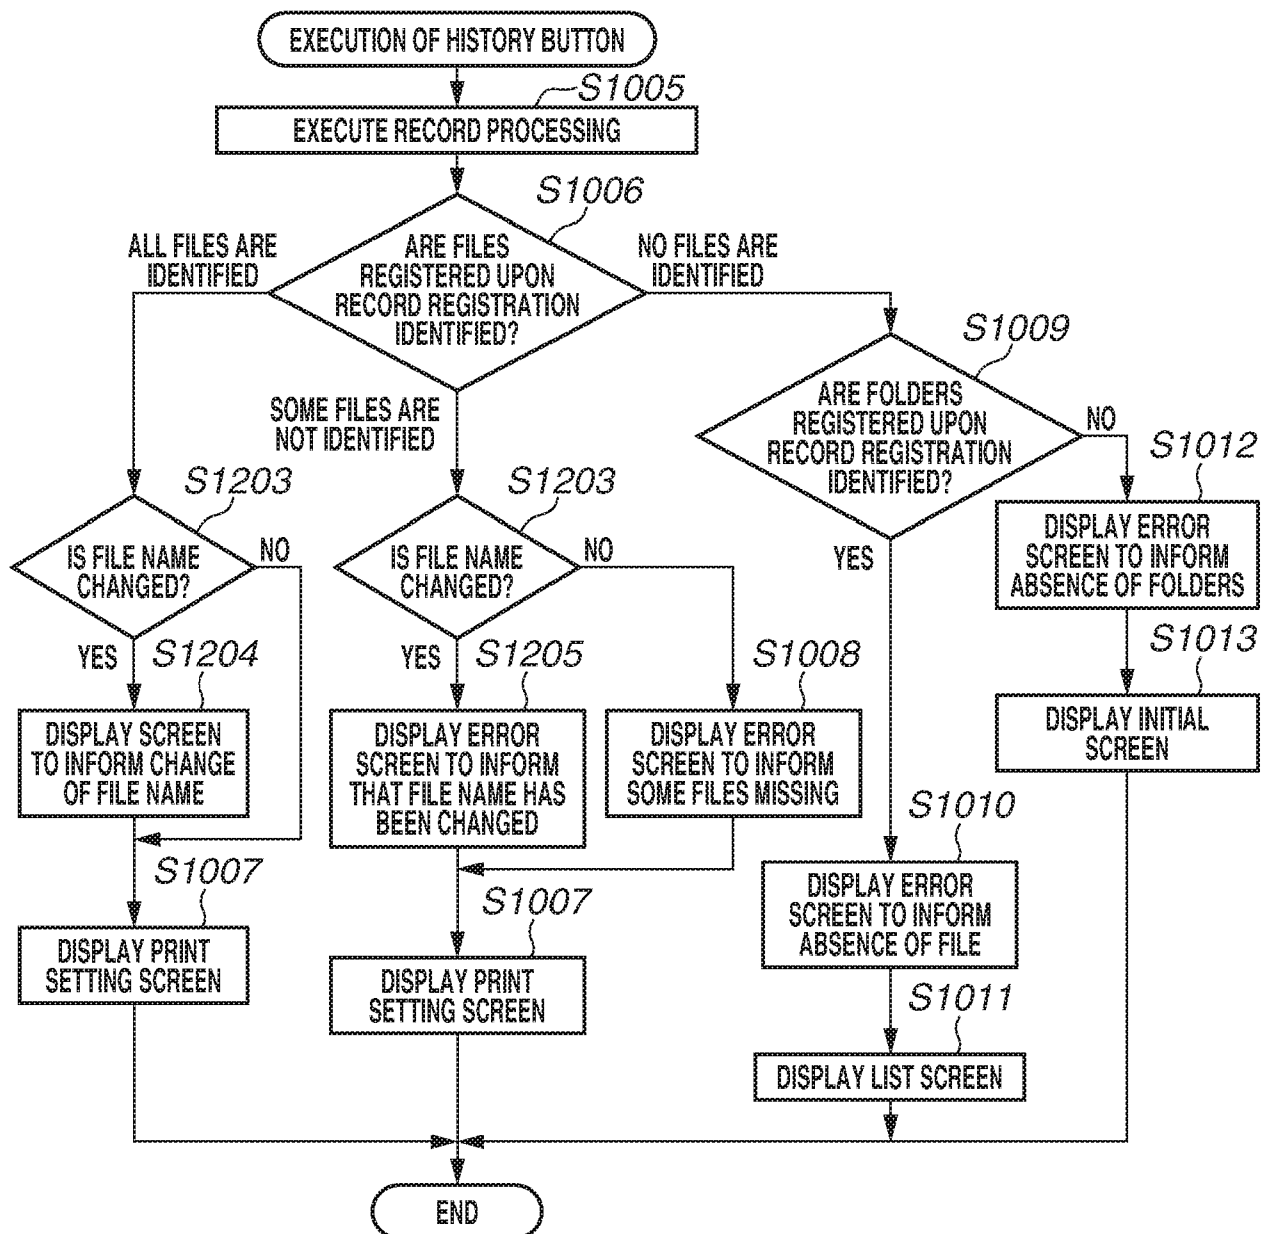 EXECUTION OF HISTORY BUTTON
S1005
EXECUTE RECORD PROCESSING
S1006
ARE FILES
REGISTERED UPON
RECORD REGISTRATION
IDENTIFIED?
ALL FILES ARE
IDENTIFIED
NO FILES ARE
IDENTIFIED
SOME FILES ARE
NOT IDENTIFIED
S1009
ARE FOLDERS
REGISTERED UPON
RECORD REGISTRATION
IDENTIFIED?
NO
YES
S1012
DISPLAY ERROR
SCREEN TO INFORM
ABSENCE OF FOLDERS
S1013
DISPLAY INITIAL
SCREEN
S1203
IS FILE NAME
CHANGED?
NO
YES
S1204
DISPLAY SCREEN
TO INFORM CHANGE
OF FILE NAME
S1007
DISPLAY PRINT
SETTING SCREEN
S1203
IS FILE NAME
CHANGED?
NO
YES
S1205
DISPLAY ERROR
SCREEN TO INFORM
THAT FILE NAME HAS
BEEN CHANGED
S1008
DISPLAY ERROR
SCREEN TO INFORM
SOME FILES MISSING
S1007
DISPLAY PRINT
SETTING SCREEN
S1010
DISPLAY ERROR
SCREEN TO INFORM
ABSENCE OF FILE
S1011
DISPLAY LIST SCREEN
END